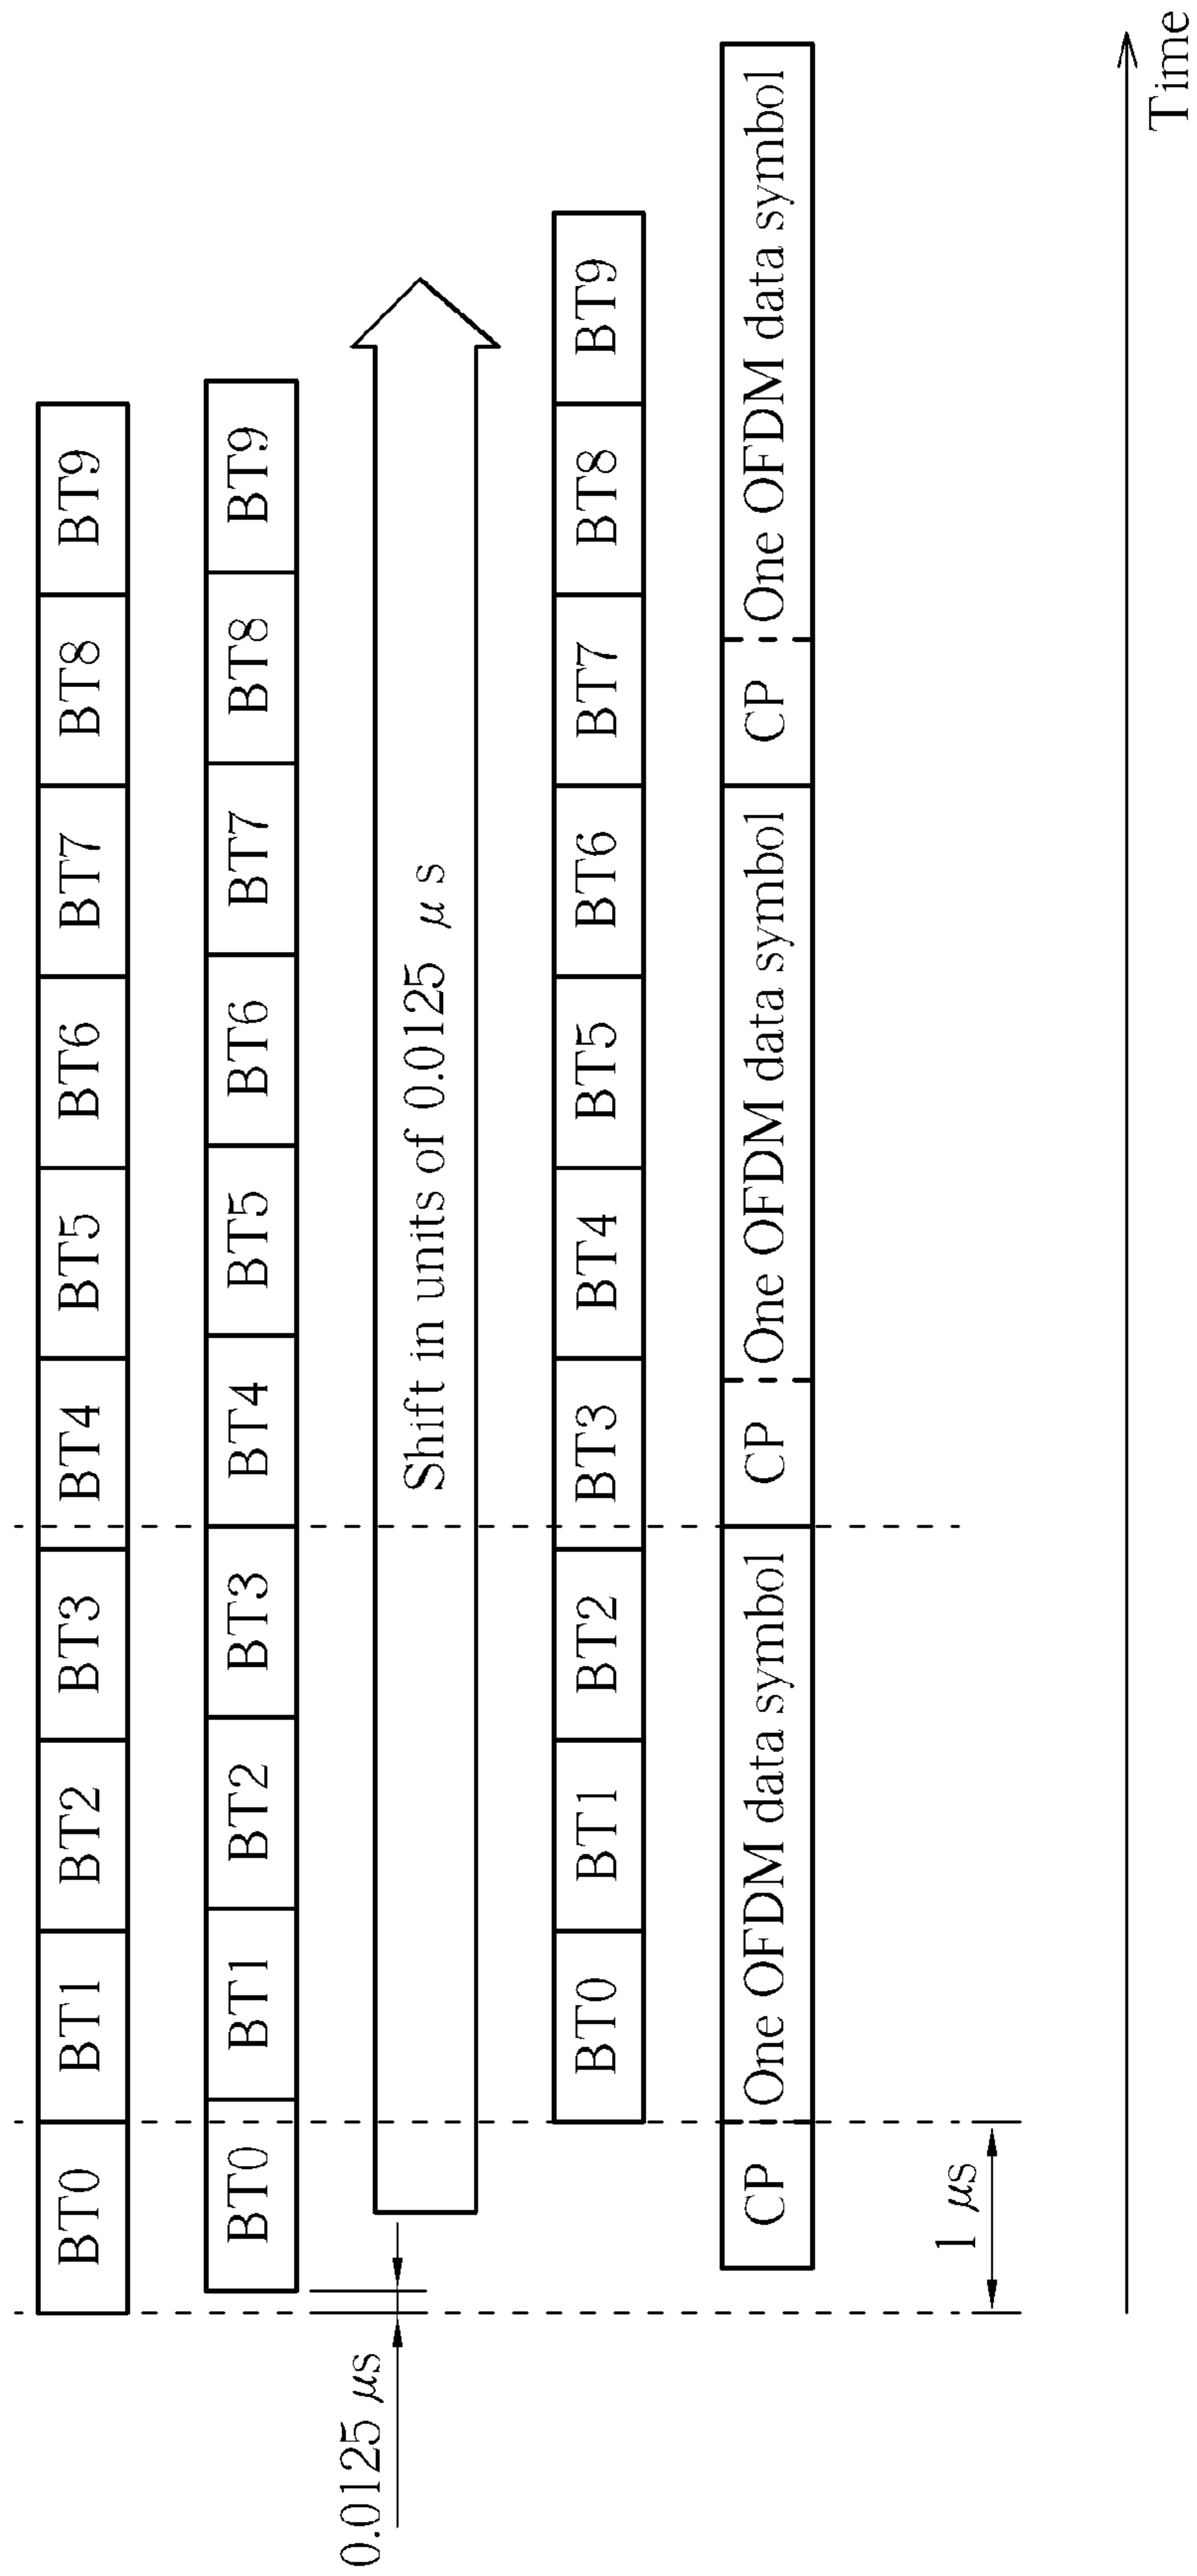 BT0 BT1 BT2 BT3 BT4 BT5 BT6 BT7 BT8 BT9
BT0 BT1 BT2 BT3 BT4 BT5 BT6 BT7 BT8 BT9
0.0125 μs
Shift in units of 0.0125 μ s
BT0 BT1 BT2 BT3 BT4 BT5 BT6 BT7 BT8 BT9
CP One OFDM data symbol CP One OFDM data symbol CP One OFDM data symbol
1 μs
Time